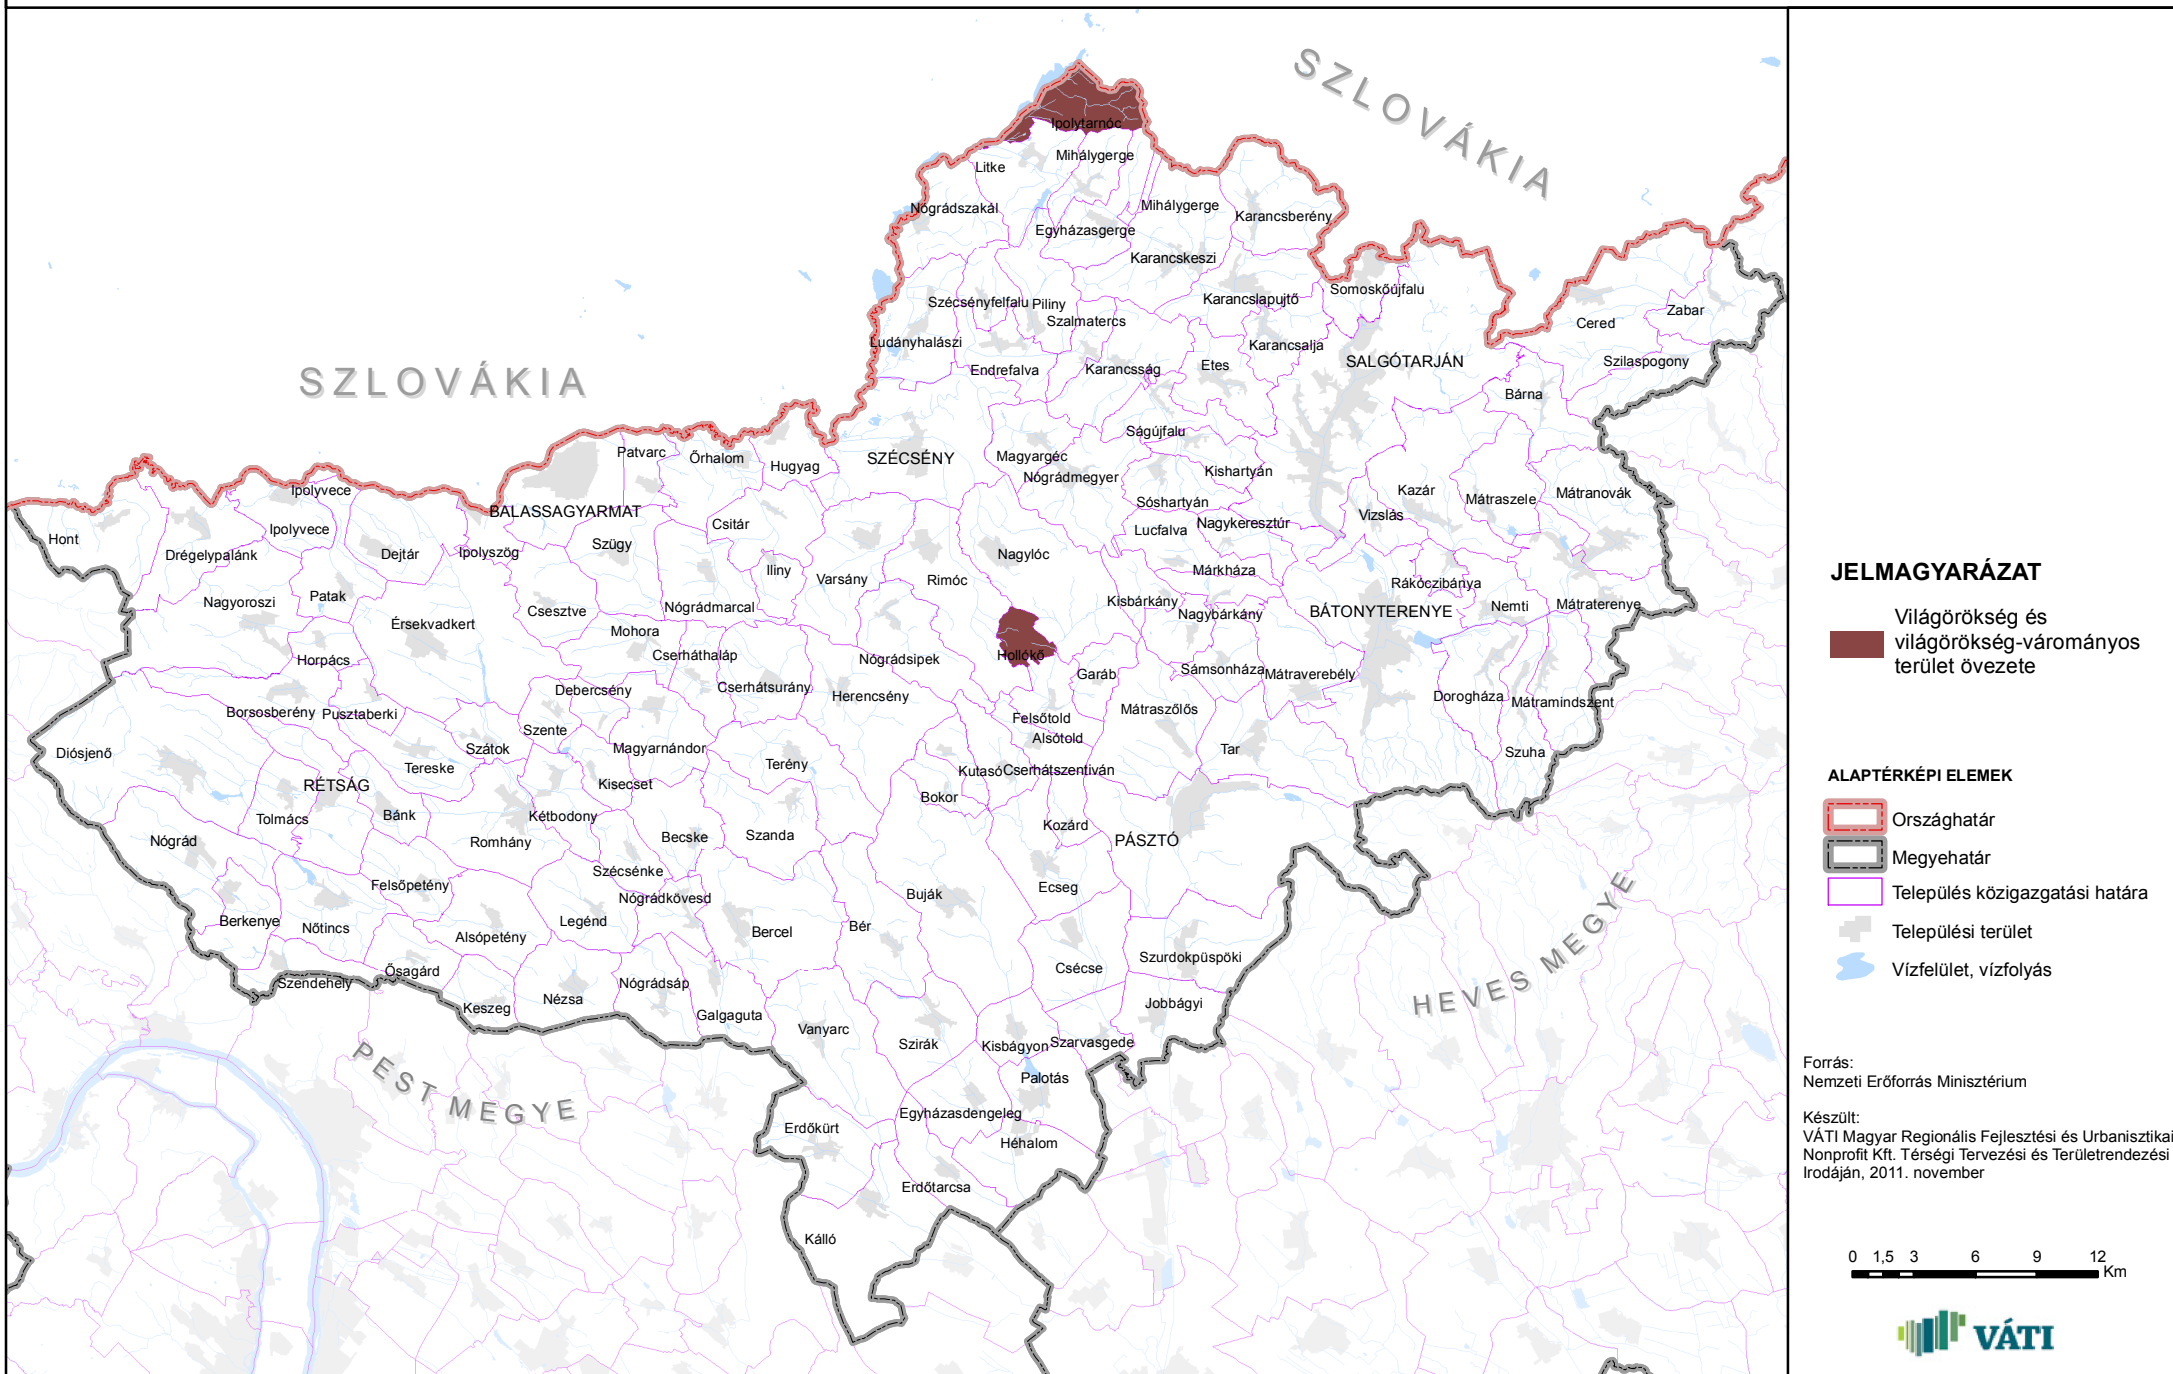 SZLOVÁKIA
SZLOVÁKIA
Ipolytarnóc
Mihálygerge
Litke
Nógrádszakál
Mihálygerge
Karancsberény
Egyházasgerge
Karancskeszi
Somoskőújfalu
Karancslapujtő
Szécsényfelfalu
Piliny
Szalmatercs
Zabar
Cered
Ludányhalászi
Karancsalja
SALGÓTARJÁN
Szilaspogony
Endrefalva
Karancsság
Etes
Bárna
Ságújfalu
Patvarc
Őrhalom
Hugyag
SZÉCSÉNY
Magyargéc
Nógrádmegyer
Kishartyán
Kazár
Mátraszele
Mátranovák
Ipolyvece
Sóshartyán
BALASSAGYARMAT
Csitár
Vizslás
Nagykeresztúr
Lucfalva
Ipolyvece
Hont
Drégelypalánk
Dejtár
Ipolyszög
Szügy
Nagylóc
Iliny
Varsány
Rimóc
Márkháza
Rákóczibánya
Patak
Nagyoroszi
Kisbárkány
Nagybárkány
BÁTONYTERENYE
Nemti
Mátraterenye
Csesztve
Nógrádmarcal
Érsekvadkert
Mohora
Cserháthaláp
Hollókő
Nógrádsipek
Horpács
Garáb
Sámsonháza
Mátraverebély
Debercsény
Cserhátsurány
Herencsény
Dorogháza
Mátramindszent
Borsosberény
Pusztaberki
Felsőtold
Mátraszőlős
Szente
Alsótold
Diósjenő
Szátok
Magyarnándor
Tar
Szuha
Tereske
Terény
Kutasó
Cserhátszentiván
RÉTSÁG
Kisecset
Bokor
Tolmács
Bánk
Kétbodony
Kozárd
Nógrád
Romhány
Becske
Szanda
PÁSZTÓ
Szécsénke
Felsőpetény
Nógrádkövesd
Buják
Ecseg
Berkenye
Nőtincs
Alsópetény
Legénd
Bercel
Bér
Szurdokpüspöki
Ősagárd
Csécse
Szendehely
Nógrádsáp
Nézsa
Keszeg
Galgaguta
Jobbágyi
HEVES MEGYE
Vanyarc
Szirák
Kisbágyon
Szarvasgede
PEST MEGYE
Palotás
Egyházasdengeleg
Erdőkürt
Héhalom
Erdőtarcsa
Kálló
JELMAGYARÁZAT
Világörökség és
világörökség-várományos
terület övezete
ALAPTÉRKÉPI ELEMEK
Országhatár
Megyehatár
Település közigazgatási határa
Települési terület
Vízfelület, vízfolyás
Forrás:
Nemzeti Erőforrás Minisztérium
Készült:
VÁTI Magyar Regionális Fejlesztési és Urbanisztikai
Nonprofit Kft. Térségi Tervezési és Területrendezési
Irodáján, 2011. november
0 1,5 3 6 9 12
Km
VÁTI